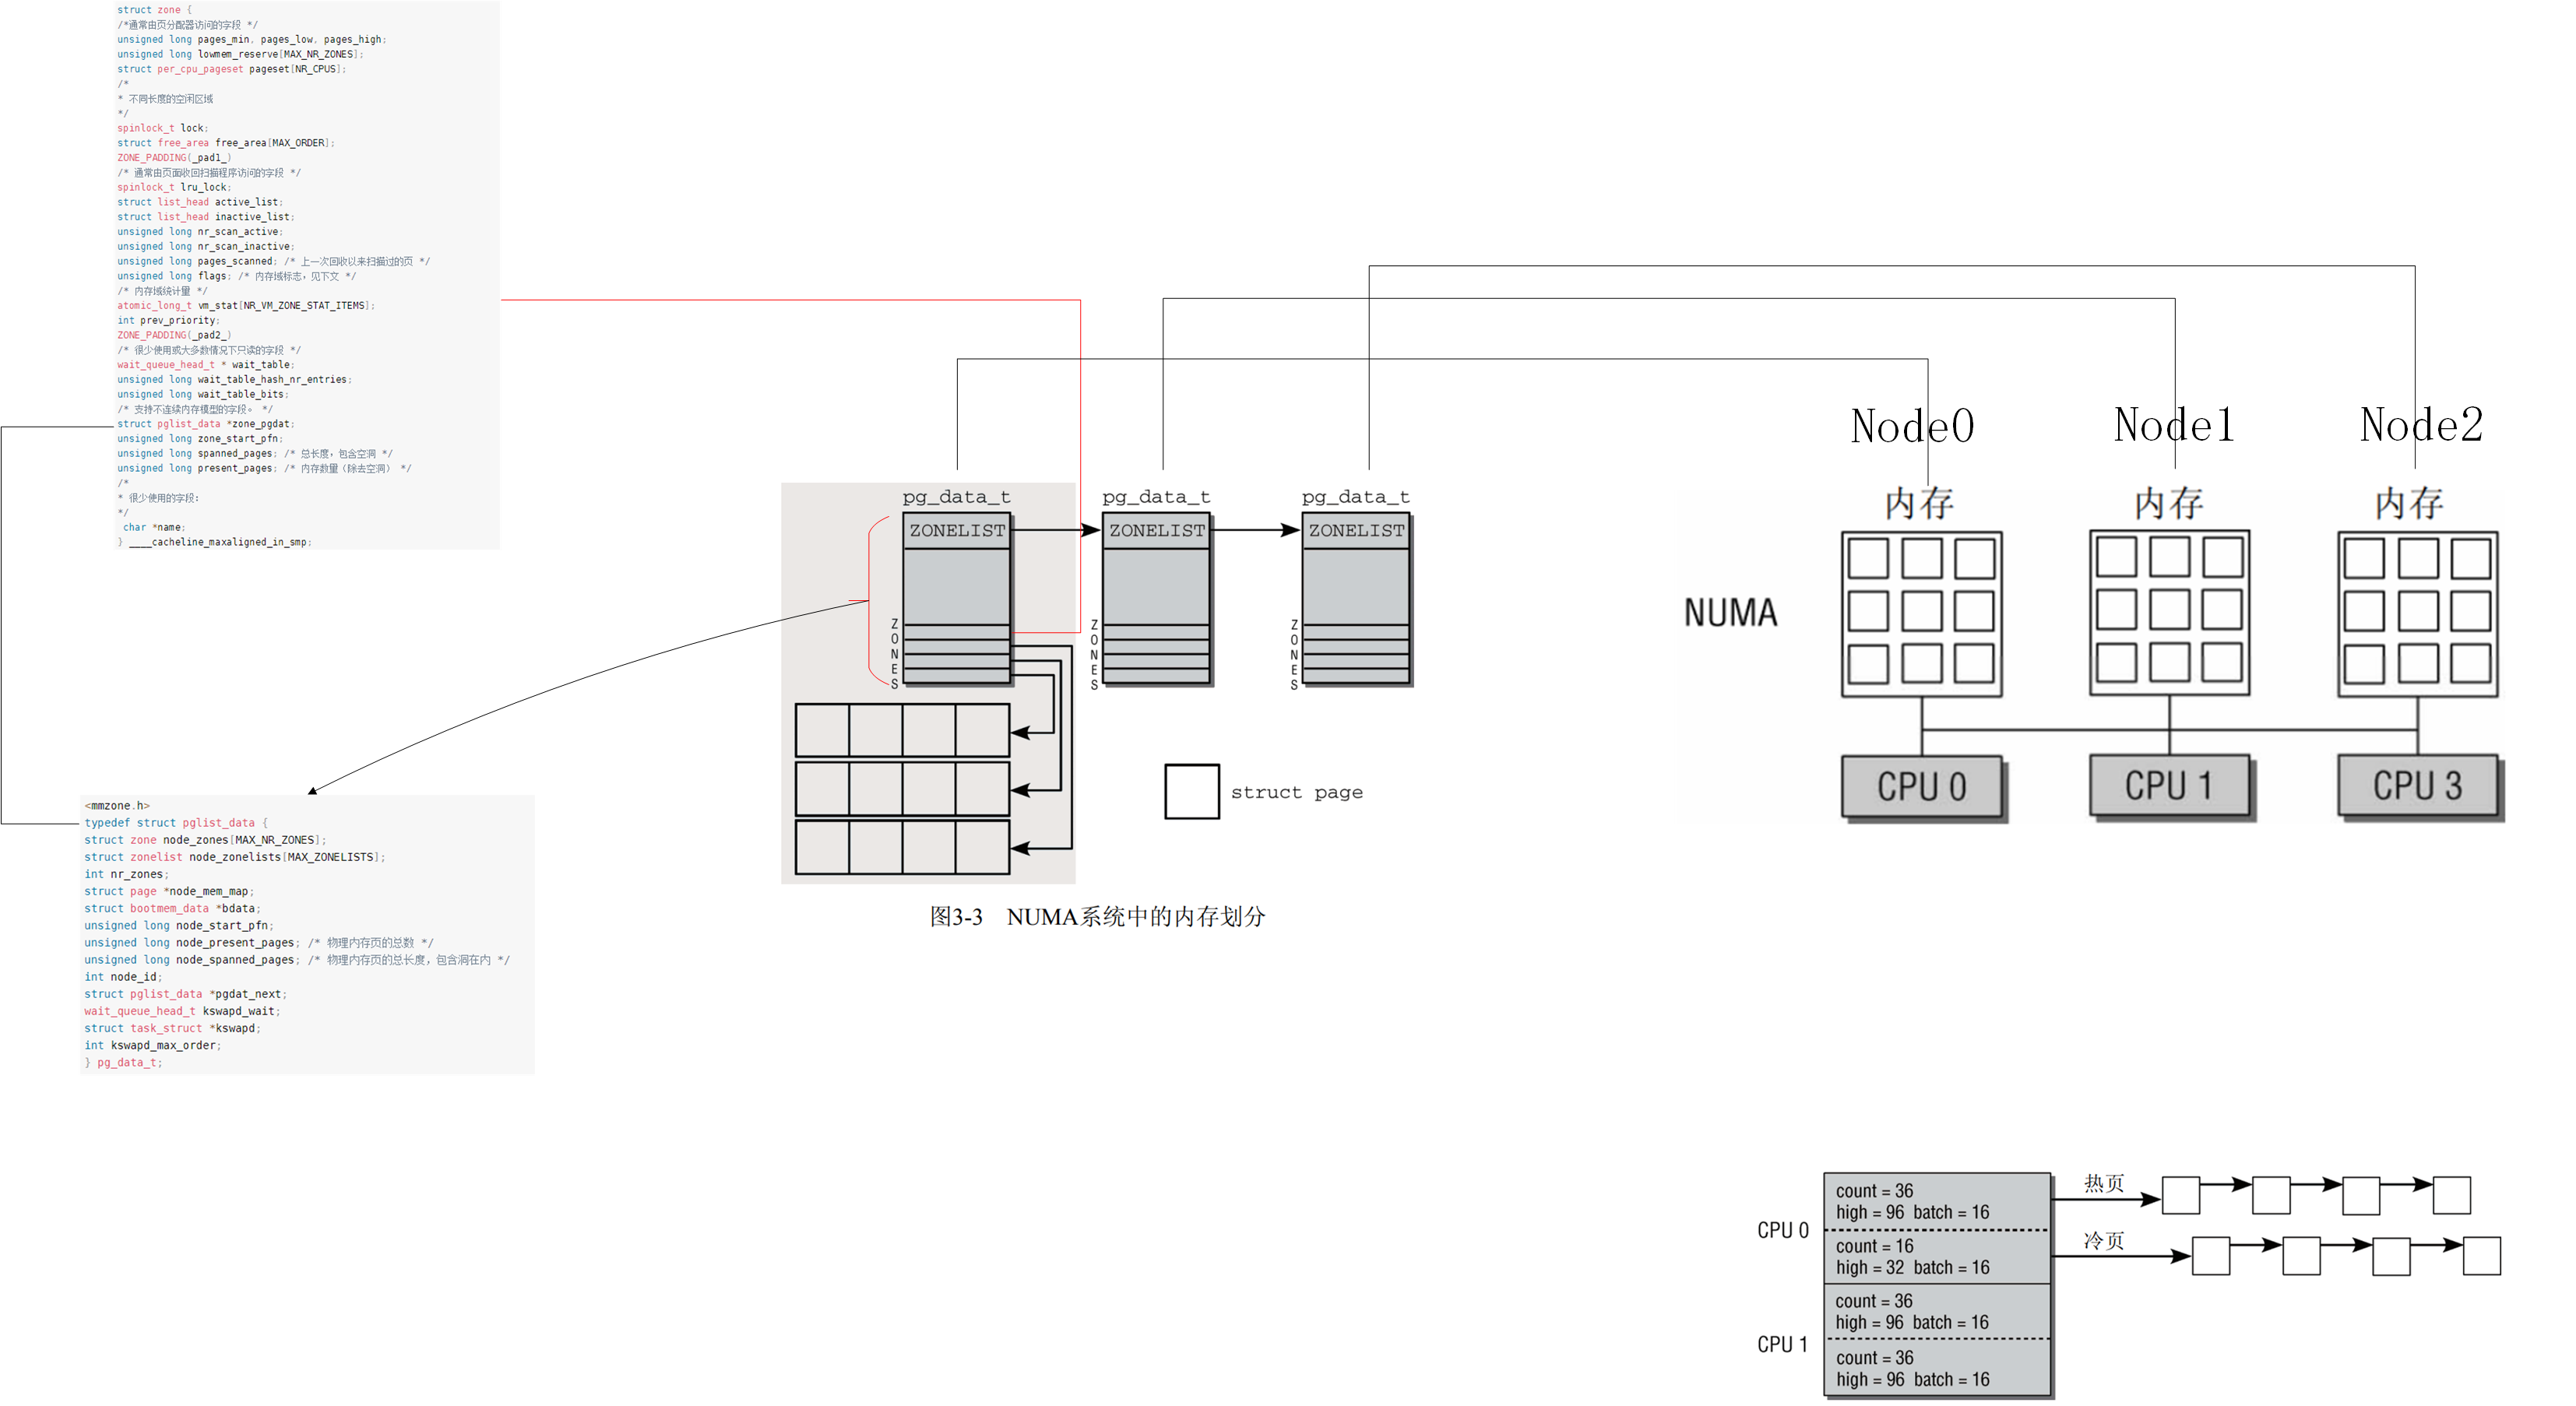 struct zone {
/*通常由页分配器访问的字段 */
unsigned long pages_min, pages_low, pages_high;
unsigned long lowmem_reserve[MAX_NR_ZONES];
struct per_cpu_pageset pageset[NR_CPUS];
/*
* 不同长度的空闲区域
*/
spinlock_t lock;
struct free_area free_area[MAX_ORDER];
ZONE_PADDING(_pad1_)
/* 通常由页面收回扫描程序访问的字段 */
spinlock_t lru_lock;
struct list_head active_list;
struct list_head inactive_list;
unsigned long nr_scan_active;
unsigned long nr_scan_inactive;
unsigned long pages_scanned; /* 上一次回收以来扫描过的页 */
unsigned long flags; /* 内存域标志，见下文 */
/* 内存域统计量 */
atomic_long_t vm_stat[NR_VM_ZONE_STAT_ITEMS];
int prev_priority;
ZONE_PADDING(_pad2_)
/* 很少使用或大多数情况下只读的字段 */
wait_queue_head_t * wait_table;
unsigned long wait_table_hash_nr_entries;
unsigned long wait_table_bits;
/* 支持不连续内存模型的字段。 */
struct pglist_data *zone_pgdat;
unsigned long zone_start_pfn;
unsigned long spanned_pages; /* 总长度，包含空洞 */
unsigned long present_pages; /* 内存数量（除去空洞） */
/*
* 很少使用的字段：
*/
char *name;
} ____cacheline_maxaligned_in_smp;
<mmzone.h>
typedef struct pglist_data {
struct zone node_zones[MAX_NR_ZONES];
struct zonelist node_zonelists[MAX_ZONELISTS];
int nr_zones;
struct page *node_mem_map;
struct bootmem_data *bdata;
unsigned long node_start_pfn;
unsigned long node_present_pages; /* 物理内存页的总数 */
unsigned long node_spanned_pages; /* 物理内存页的总长度，包含洞在内 */
int node_id;
struct pglist_data *pgdat_next;
wait_queue_head_t kswapd_wait;
struct task_struct *kswapd;
int kswapd_max_order;
} pg_data_t;
pg_data_t pg_data_t pg_data_t
ZONELIST ZONELIST ZONELIST
ZONES ZONES ZONES
struct page
图3-3 NUMA系统中的内存划分
Node0 Node1 Node2
内存 内存 内存
NUMA
CPU 0 CPU 1 CPU 3
CPU 0
count = 36
high = 96 batch = 16
热页
count = 16
high = 32 batch = 16
冷页
CPU 1
count = 36
high = 96 batch = 16
count = 36
high = 96 batch = 16